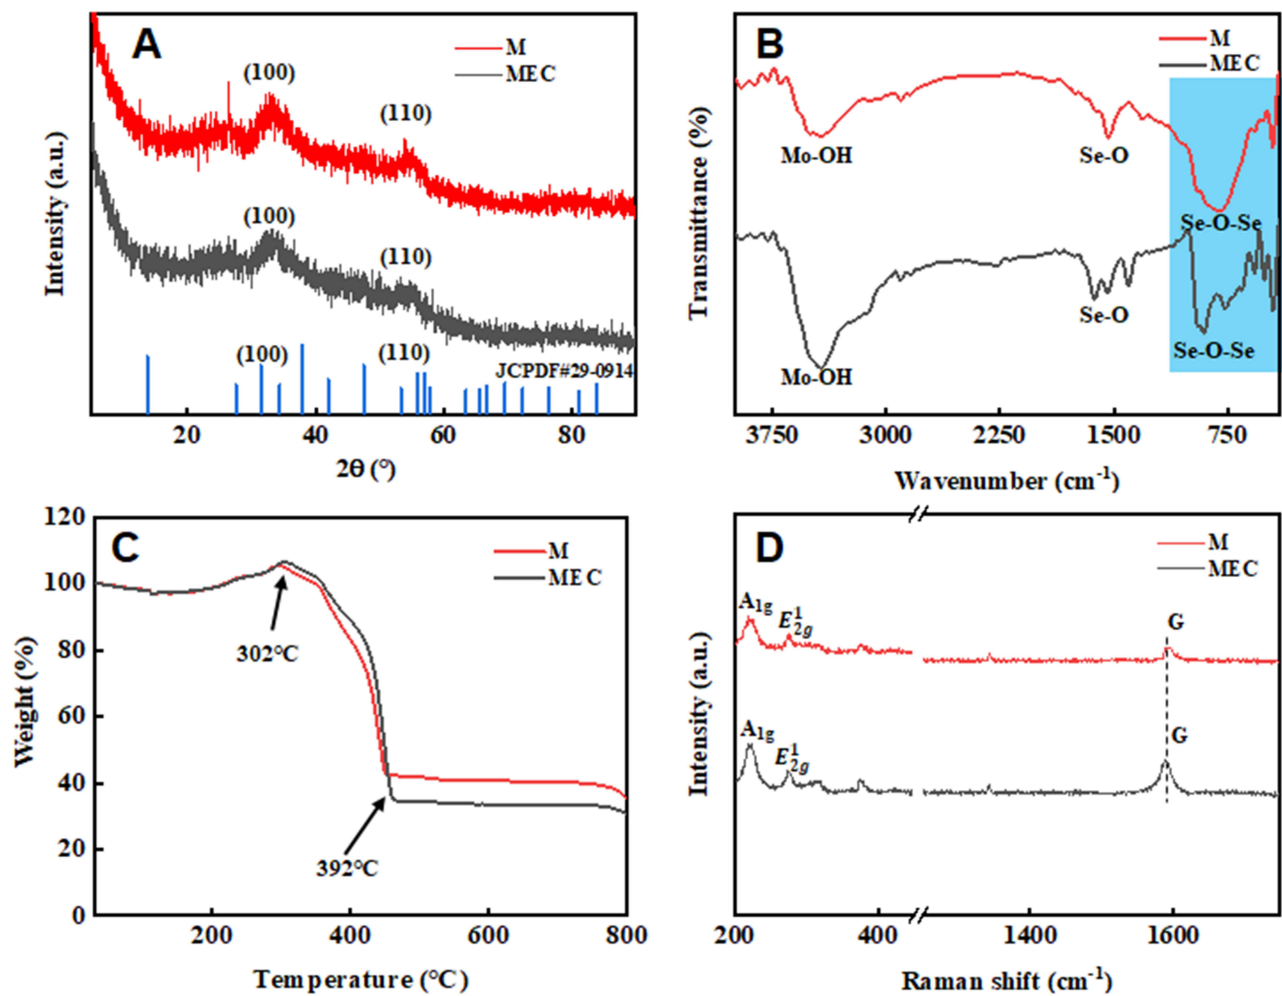 A
M
MEC
(100)
(110)
(100)
(110)
(100)
(110)
JCPDF#29-0914
20
40
60
80
2θ (°)
Intensity (a.u.)
B
M
MEC
Mo-OH
Se-O
Se-O-Se
Se-O
Se-O-Se
Mo-OH
3750
3000
2250
1500
750
Wavenumber (cm-1)
Transmittance (%)
C
M
MEC
120
100
80
60
40
20
0
302℃
392℃
200
400
600
800
Temperature (℃)
Weight (%)
D
M
MEC
A1g
E12g
G
A1g
E12g
G
200
400
1400
1600
Raman shift (cm-1)
Intensity (a.u.)